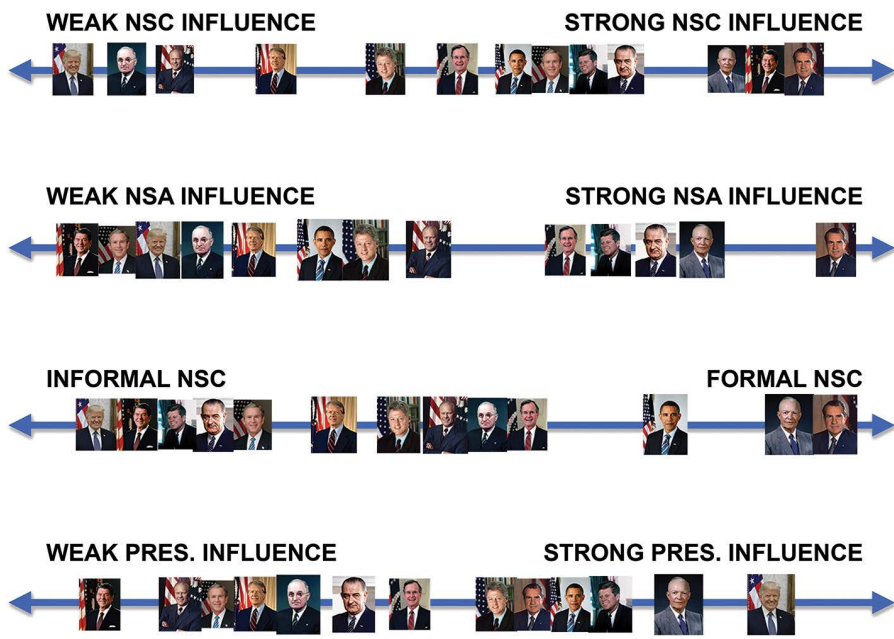 WEAK NSC INFLUENCE STRONG NSC INFLUENCE
WEAK NSA INFLUENCE STRONG NSA INFLUENCE
INFORMAL NSC FORMAL NSC
WEAK PRES. INFLUENCE STRONG PRES. INFLUENCE